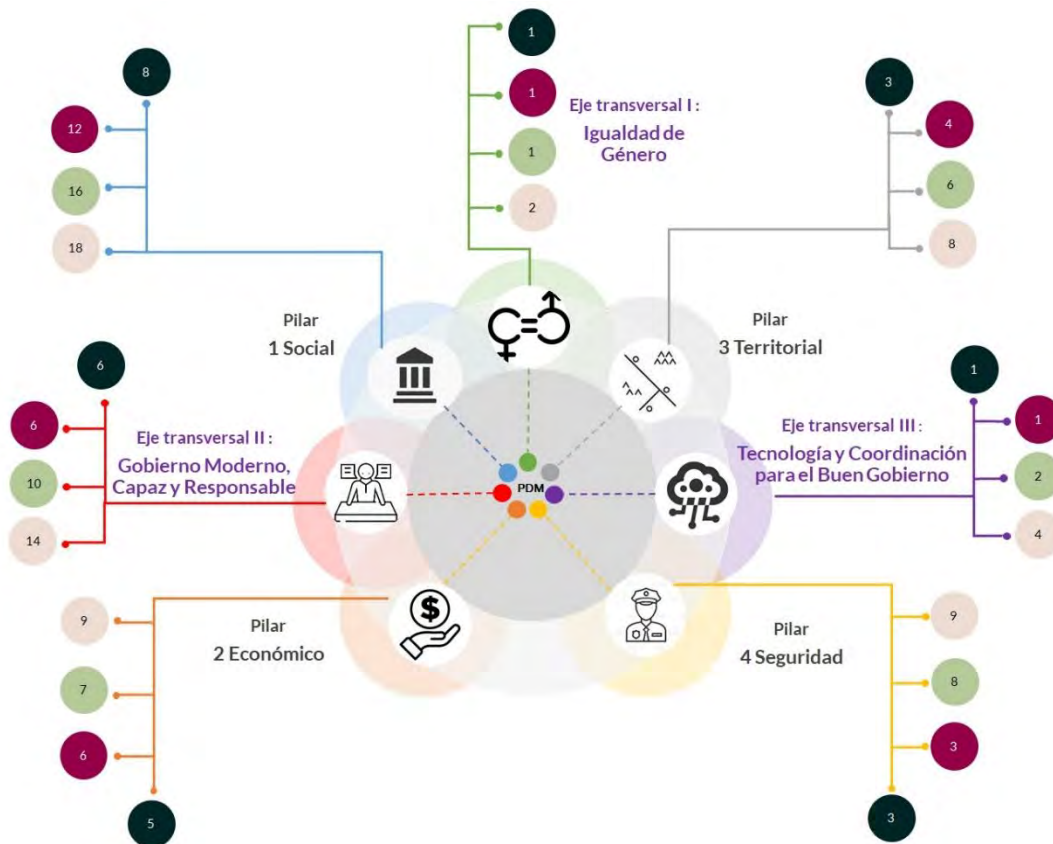 1
1
Eje transversal I :
Igualdad de
Género
1
2
8
12
16
18
3
4
6
8
Pilar
1 Social
Pilar
3 Territorial
6
6
10
14
Eje transversal II :
Gobierno Moderno,
Capaz y Responsable
1
1
2
4
Eje transversal III :
Tecnología y Coordinación
para el Buen Gobierno
PDM
9
7
6
5
Pilar
2 Económico
$
Pilar
4 Seguridad
9
8
3
3